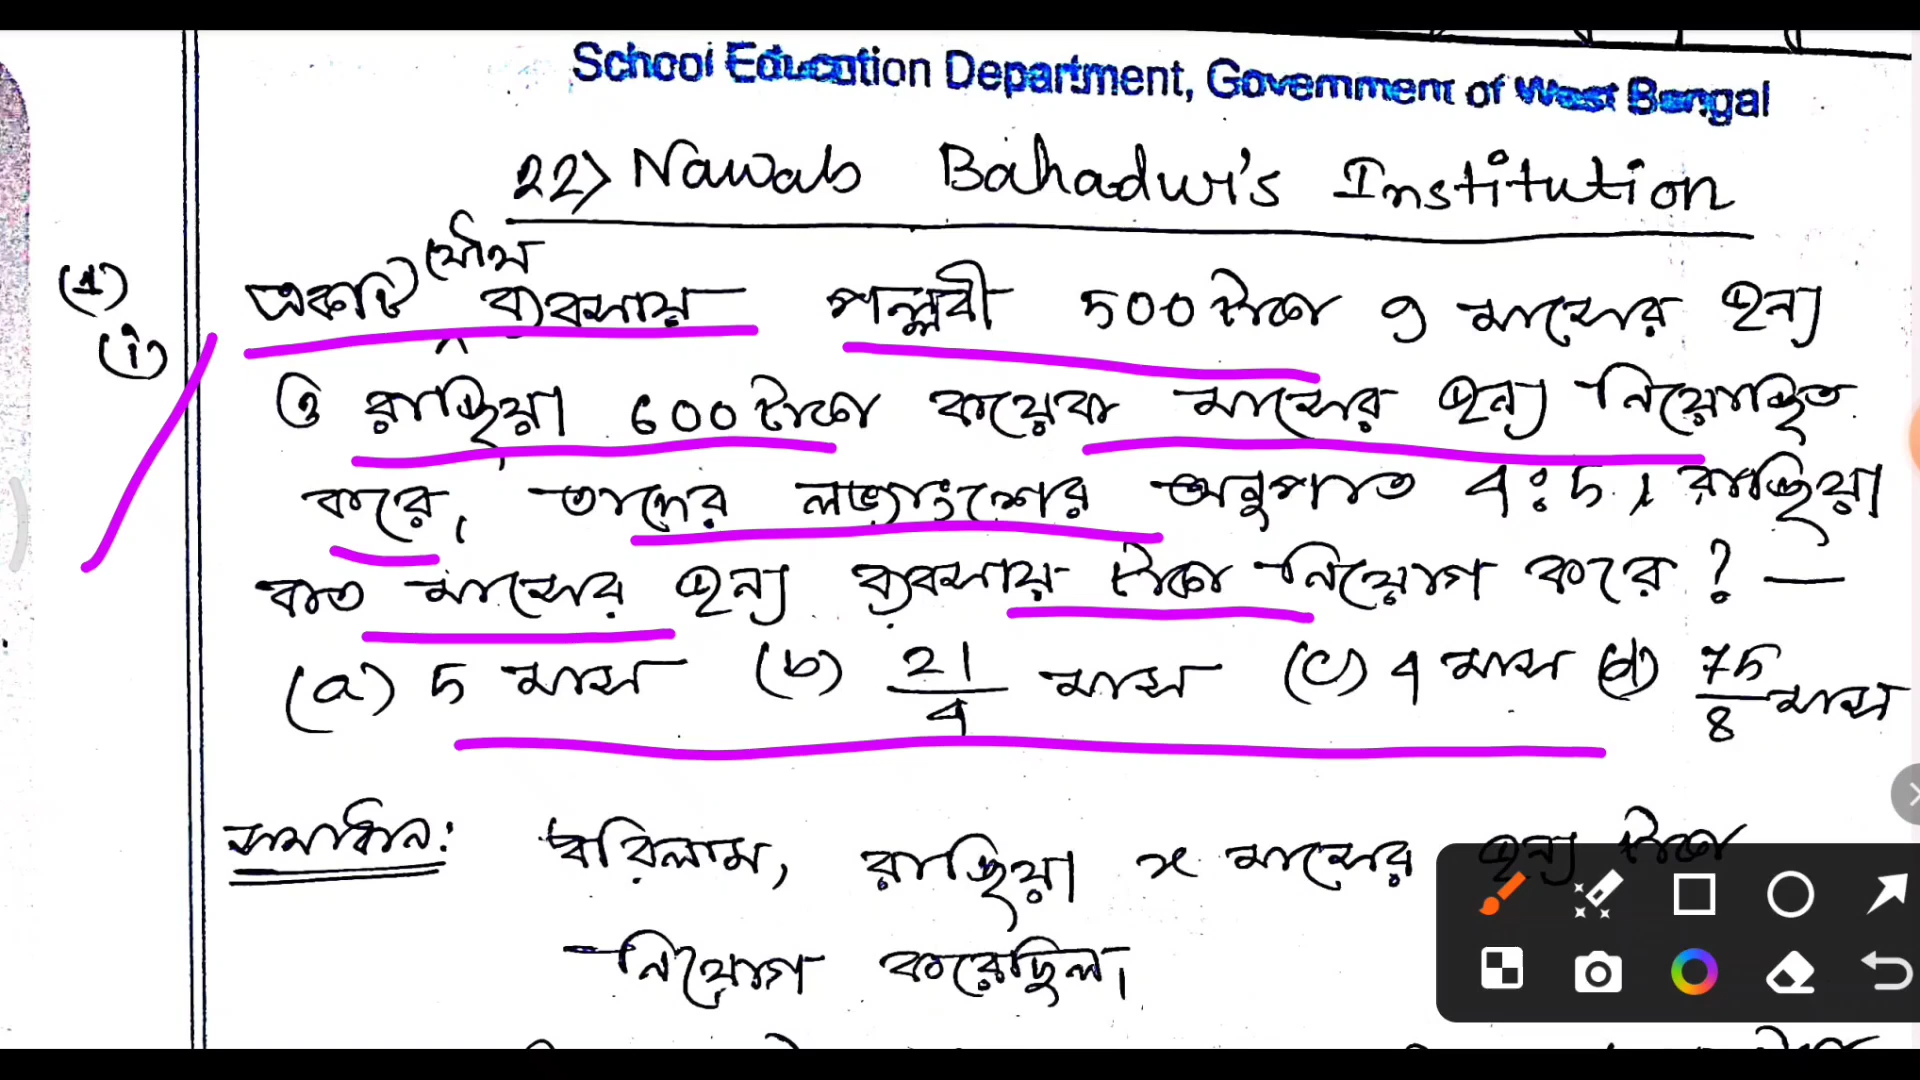 School Education Department, Government of West Bengal
22) Nawab Bahadur's Institution
(1)
(i)
একটি যৌথ ব্যবসায় পল্লবী 500 টাকা 9 মাসের জন্য
ও রাজিয়া 600 টাকা কয়েক মাসের জন্য নিয়োজিত
করে, তাদের লভ্যাংশের অনুপাত 4:5। রাজিয়া
কত মাসের জন্য ব্যবসায় টাকা নিয়োগ করে? —
(a) 5 মাস (b) 21/4 মাস (c) 4 মাস (d) 75/8 মাস
সমাধান: ধরিলাম, রাজিয়া x মাসের জন্য টাকা
নিয়োগ করেছিল।